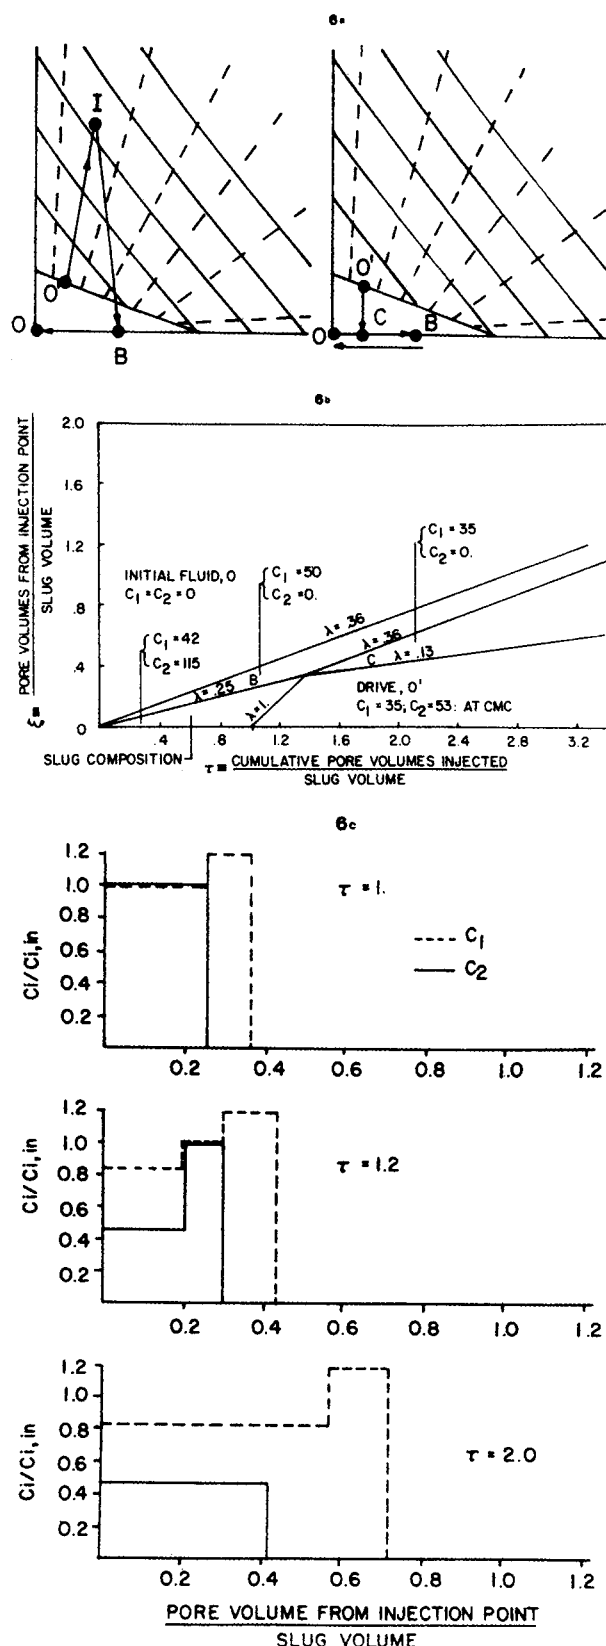 6a
I
O'
O
B
O'
C
O
B
6b
ξ≡ PORE VOLUMES FROM INJECTION POINT
SLUG VOLUME
2.0
1.6
1.2
.8
.4
0
INITIAL FLUID, O
C1 = C2 = 0
C1 = 42
C2 = 115
C1 = 50
C2 = 0.
C1 = 35
C2 = 0.
λ = .36
λ = .36
λ = .25
B
C
λ = .13
λ = 1.
DRIVE, O'
C1 = 35; C2 = 53: AT CMC
.4 .8 1.2 1.6 2.0 2.4 2.8 3.2
SLUG COMPOSITION
τ≡ CUMULATIVE PORE VOLUMES INJECTED
SLUG VOLUME
6c
Ci/Ci,in
1.2
1.0
0.8
0.6
0.4
0.2
τ = 1.
C1
C2
0.2 0.4 0.6 0.8 1.0 1.2
Ci/Ci,in
1.2
1.0
0.8
0.6
0.4
0.2
τ = 1.2
0.2 0.4 0.6 0.8 1.0 1.2
Ci/Ci,in
1.2
1.0
0.8
0.6
0.4
0.2
τ = 2.0
0.2 0.4 0.6 0.8 1.0 1.2
PORE VOLUME FROM INJECTION POINT
SLUG VOLUME